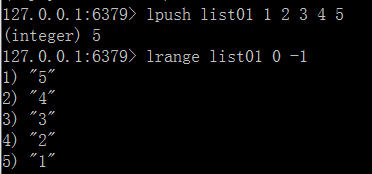 127.0.0.1:6379> lpush list01 1 2 3 4 5
(integer) 5
127.0.0.1:6379> lrange list01 0 -1
1) "5"
2) "4"
3) "3"
4) "2"
5) "1"